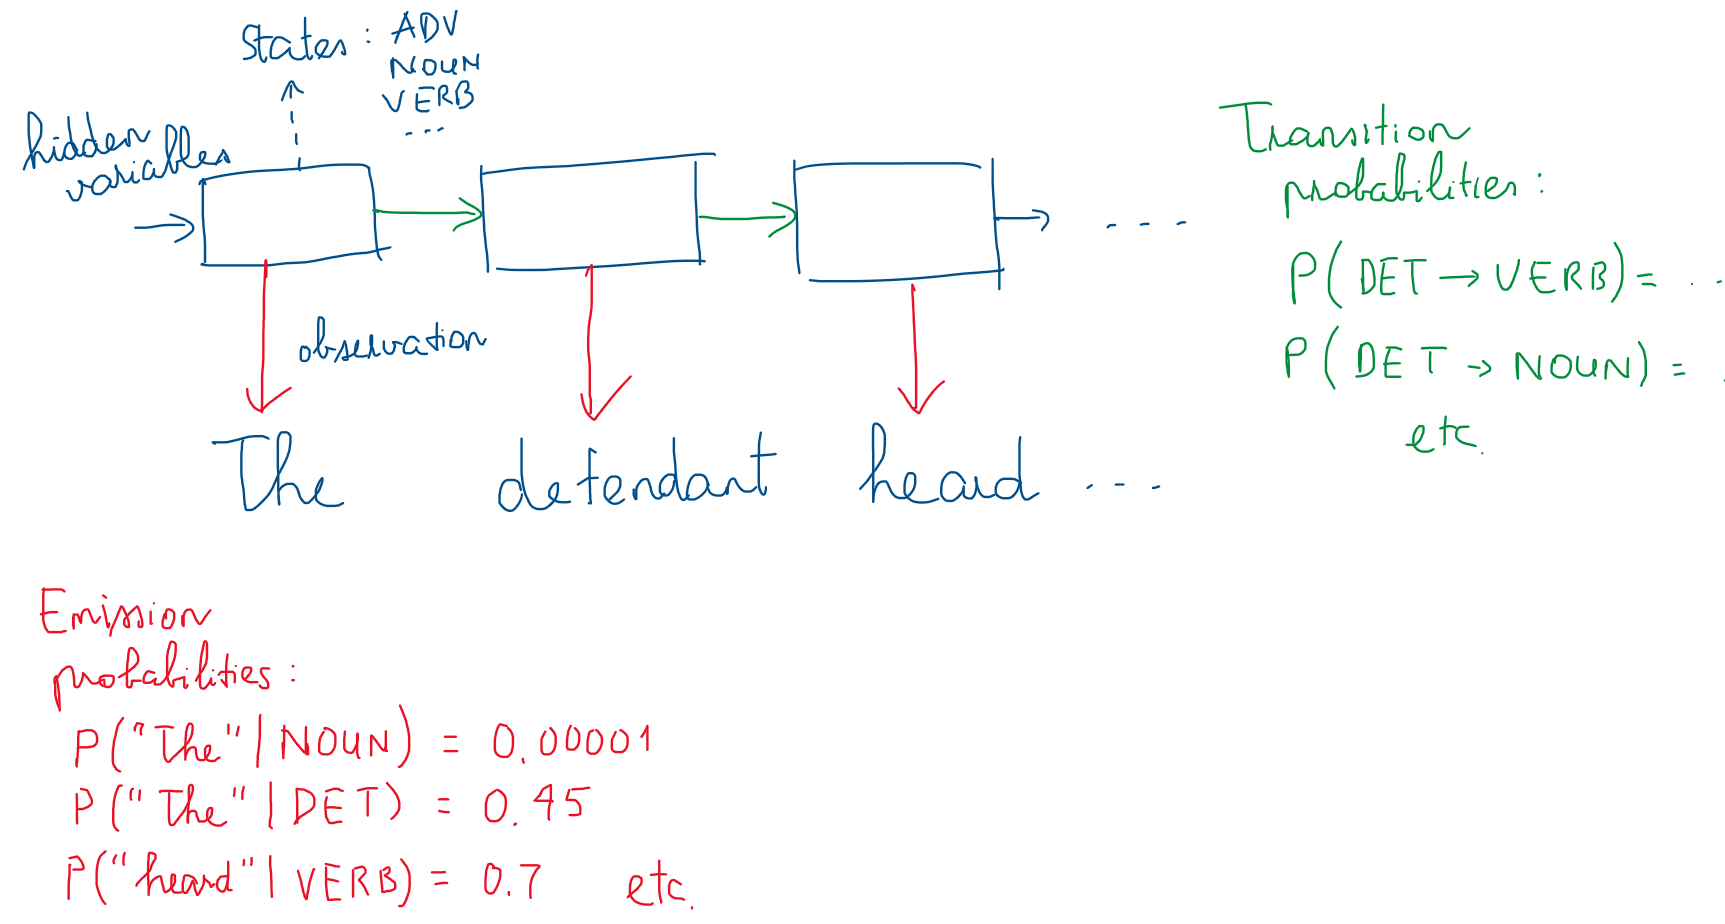 States : ADV
NOUN
VERB
...
hidden
variables
...
observation
The defendant heard ...
Transition
probabilities :
P( DET → VERB) = ..
P( DET → NOUN) = .
etc.
Emission
probabilities :
P("The" | NOUN) = 0.00001
P("The" | DET) = 0.45
P("heard" | VERB) = 0.7 etc.